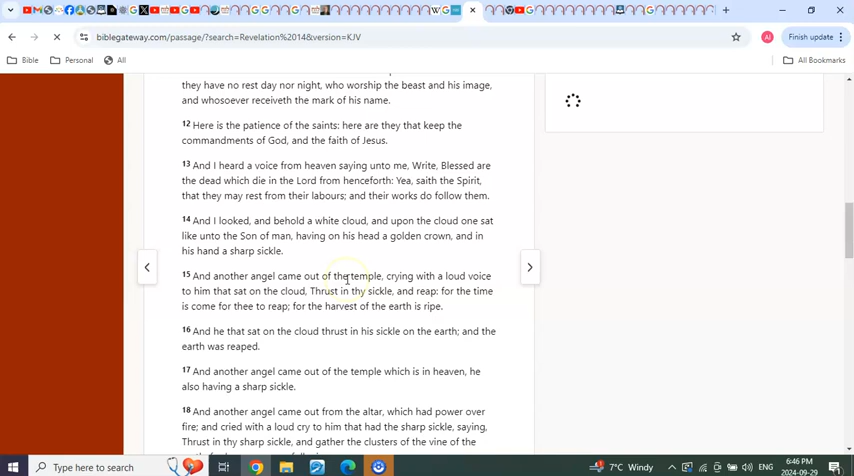 biblegateway.com/passage/?search=Revelation%2014&version=KJV
AI
Finish update
Bible
Personal
All
All Bookmarks
they have no rest day nor night, who worship the beast and his image,
and whosoever receiveth the mark of his name.
12 Here is the patience of the saints: here are they that keep the
commandments of God, and the faith of Jesus.
13 And I heard a voice from heaven saying unto me, Write, Blessed are
the dead which die in the Lord from henceforth: Yea, saith the Spirit,
that they may rest from their labours; and their works do follow them.
14 And I looked, and behold a white cloud, and upon the cloud one sat
like unto the Son of man, having on his head a golden crown, and in
his hand a sharp sickle.
15 And another angel came out of the temple, crying with a loud voice
to him that sat on the cloud, Thrust in thy sickle, and reap: for the time
is come for thee to reap; for the harvest of the earth is ripe.
16 And he that sat on the cloud thrust in his sickle on the earth; and the
earth was reaped.
17 And another angel came out of the temple which is in heaven, he
also having a sharp sickle.
18 And another angel came out from the altar, which had power over
fire; and cried with a loud cry to him that had the sharp sickle, saying,
Thrust in thy sharp sickle, and gather the clusters of the vine of the
Type here to search
7°C Windy
6:46 PM
2024-09-29